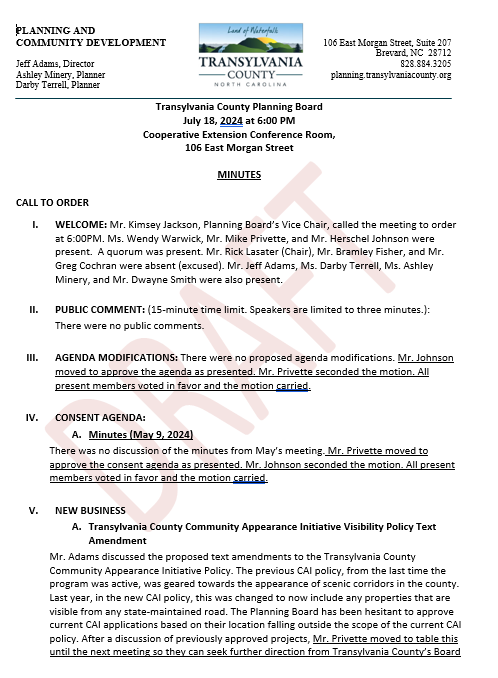 PLANNING AND
COMMUNITY DEVELOPMENT
Jeff Adams, Director
Ashley Minery, Planner
Darby Terrell, Planner
Land of Waterfalls
TRANSYLVANIA
COUNTY
NORTH CAROLINA
106 East Morgan Street, Suite 207
Brevard, NC 28712
828.884.3205
planning.transylvaniacounty.org
Transylvania County Planning Board
July 18, 2024 at 6:00 PM
Cooperative Extension Conference Room,
106 East Morgan Street
MINUTES
CALL TO ORDER
I. WELCOME: Mr. Kimsey Jackson, Planning Board's Vice Chair, called the meeting to order
at 6:00PM. Ms. Wendy Warwick, Mr. Mike Privette, and Mr. Herschel Johnson were
present. A quorum was present. Mr. Rick Lasater (Chair), Mr. Bramley Fisher, and Mr.
Greg Cochran were absent (excused). Mr. Jeff Adams, Ms. Darby Terrell, Ms. Ashley
Minery, and Mr. Dwayne Smith were also present.
II. PUBLIC COMMENT: (15-minute time limit. Speakers are limited to three minutes.):
There were no public comments.
III. AGENDA MODIFICATIONS: There were no proposed agenda modifications. Mr. Johnson
moved to approve the agenda as presented. Mr. Privette seconded the motion. All
present members voted in favor and the motion carried.
IV. CONSENT AGENDA:
A. Minutes (May 9, 2024)
There was no discussion of the minutes from May's meeting. Mr. Privette moved to
approve the consent agenda as presented. Mr. Johnson seconded the motion. All present
members voted in favor and the motion carried.
V. NEW BUSINESS
A. Transylvania County Community Appearance Initiative Visibility Policy Text
Amendment
Mr. Adams discussed the proposed text amendments to the Transylvania County
Community Appearance Initiative Policy. The previous CAI policy, from the last time the
program was active, was geared towards the appearance of scenic corridors in the county.
Last year, in the new CAI policy, this was changed to now include any properties that are
visible from any state-maintained road. The Planning Board has been hesitant to approve
current CAI applications based on their location falling outside the scope of the current CAI
policy. After a discussion of previously approved projects, Mr. Privette moved to table this
until the next meeting so they can seek further direction from Transylvania County's Board
DRAFT